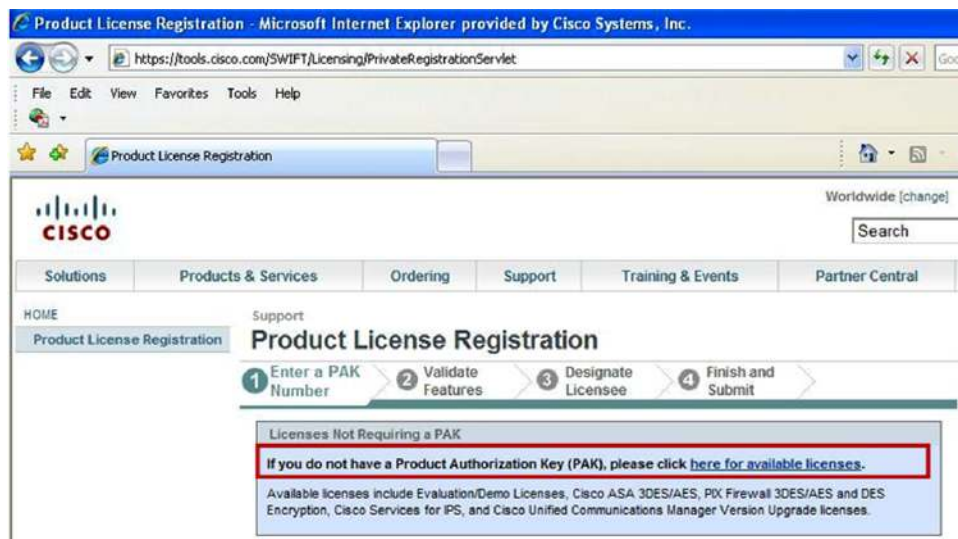 Product License Registration - Microsoft Internet Explorer provided by Cisco Systems, Inc.
https://tools.cisco.com/SWIFT/Licensing/PrivateRegistrationServlet
File Edit View Favorites Tools Help
Product License Registration
Worldwide [change]
CISCO
Search
Solutions Products & Services Ordering Support Training & Events Partner Central
HOME
Product License Registration
Support
Product License Registration
1 Enter a PAK Number
2 Validate Features
3 Designate Licensee
4 Finish and Submit
Licenses Not Requiring a PAK
If you do not have a Product Authorization Key (PAK), please click here for available licenses.
Available licenses include Evaluation/Demo Licenses, Cisco ASA 3DES/AES, PIX Firewall 3DES/AES and DES
Encryption, Cisco Services for IPS, and Cisco Unified Communications Manager Version Upgrade licenses.